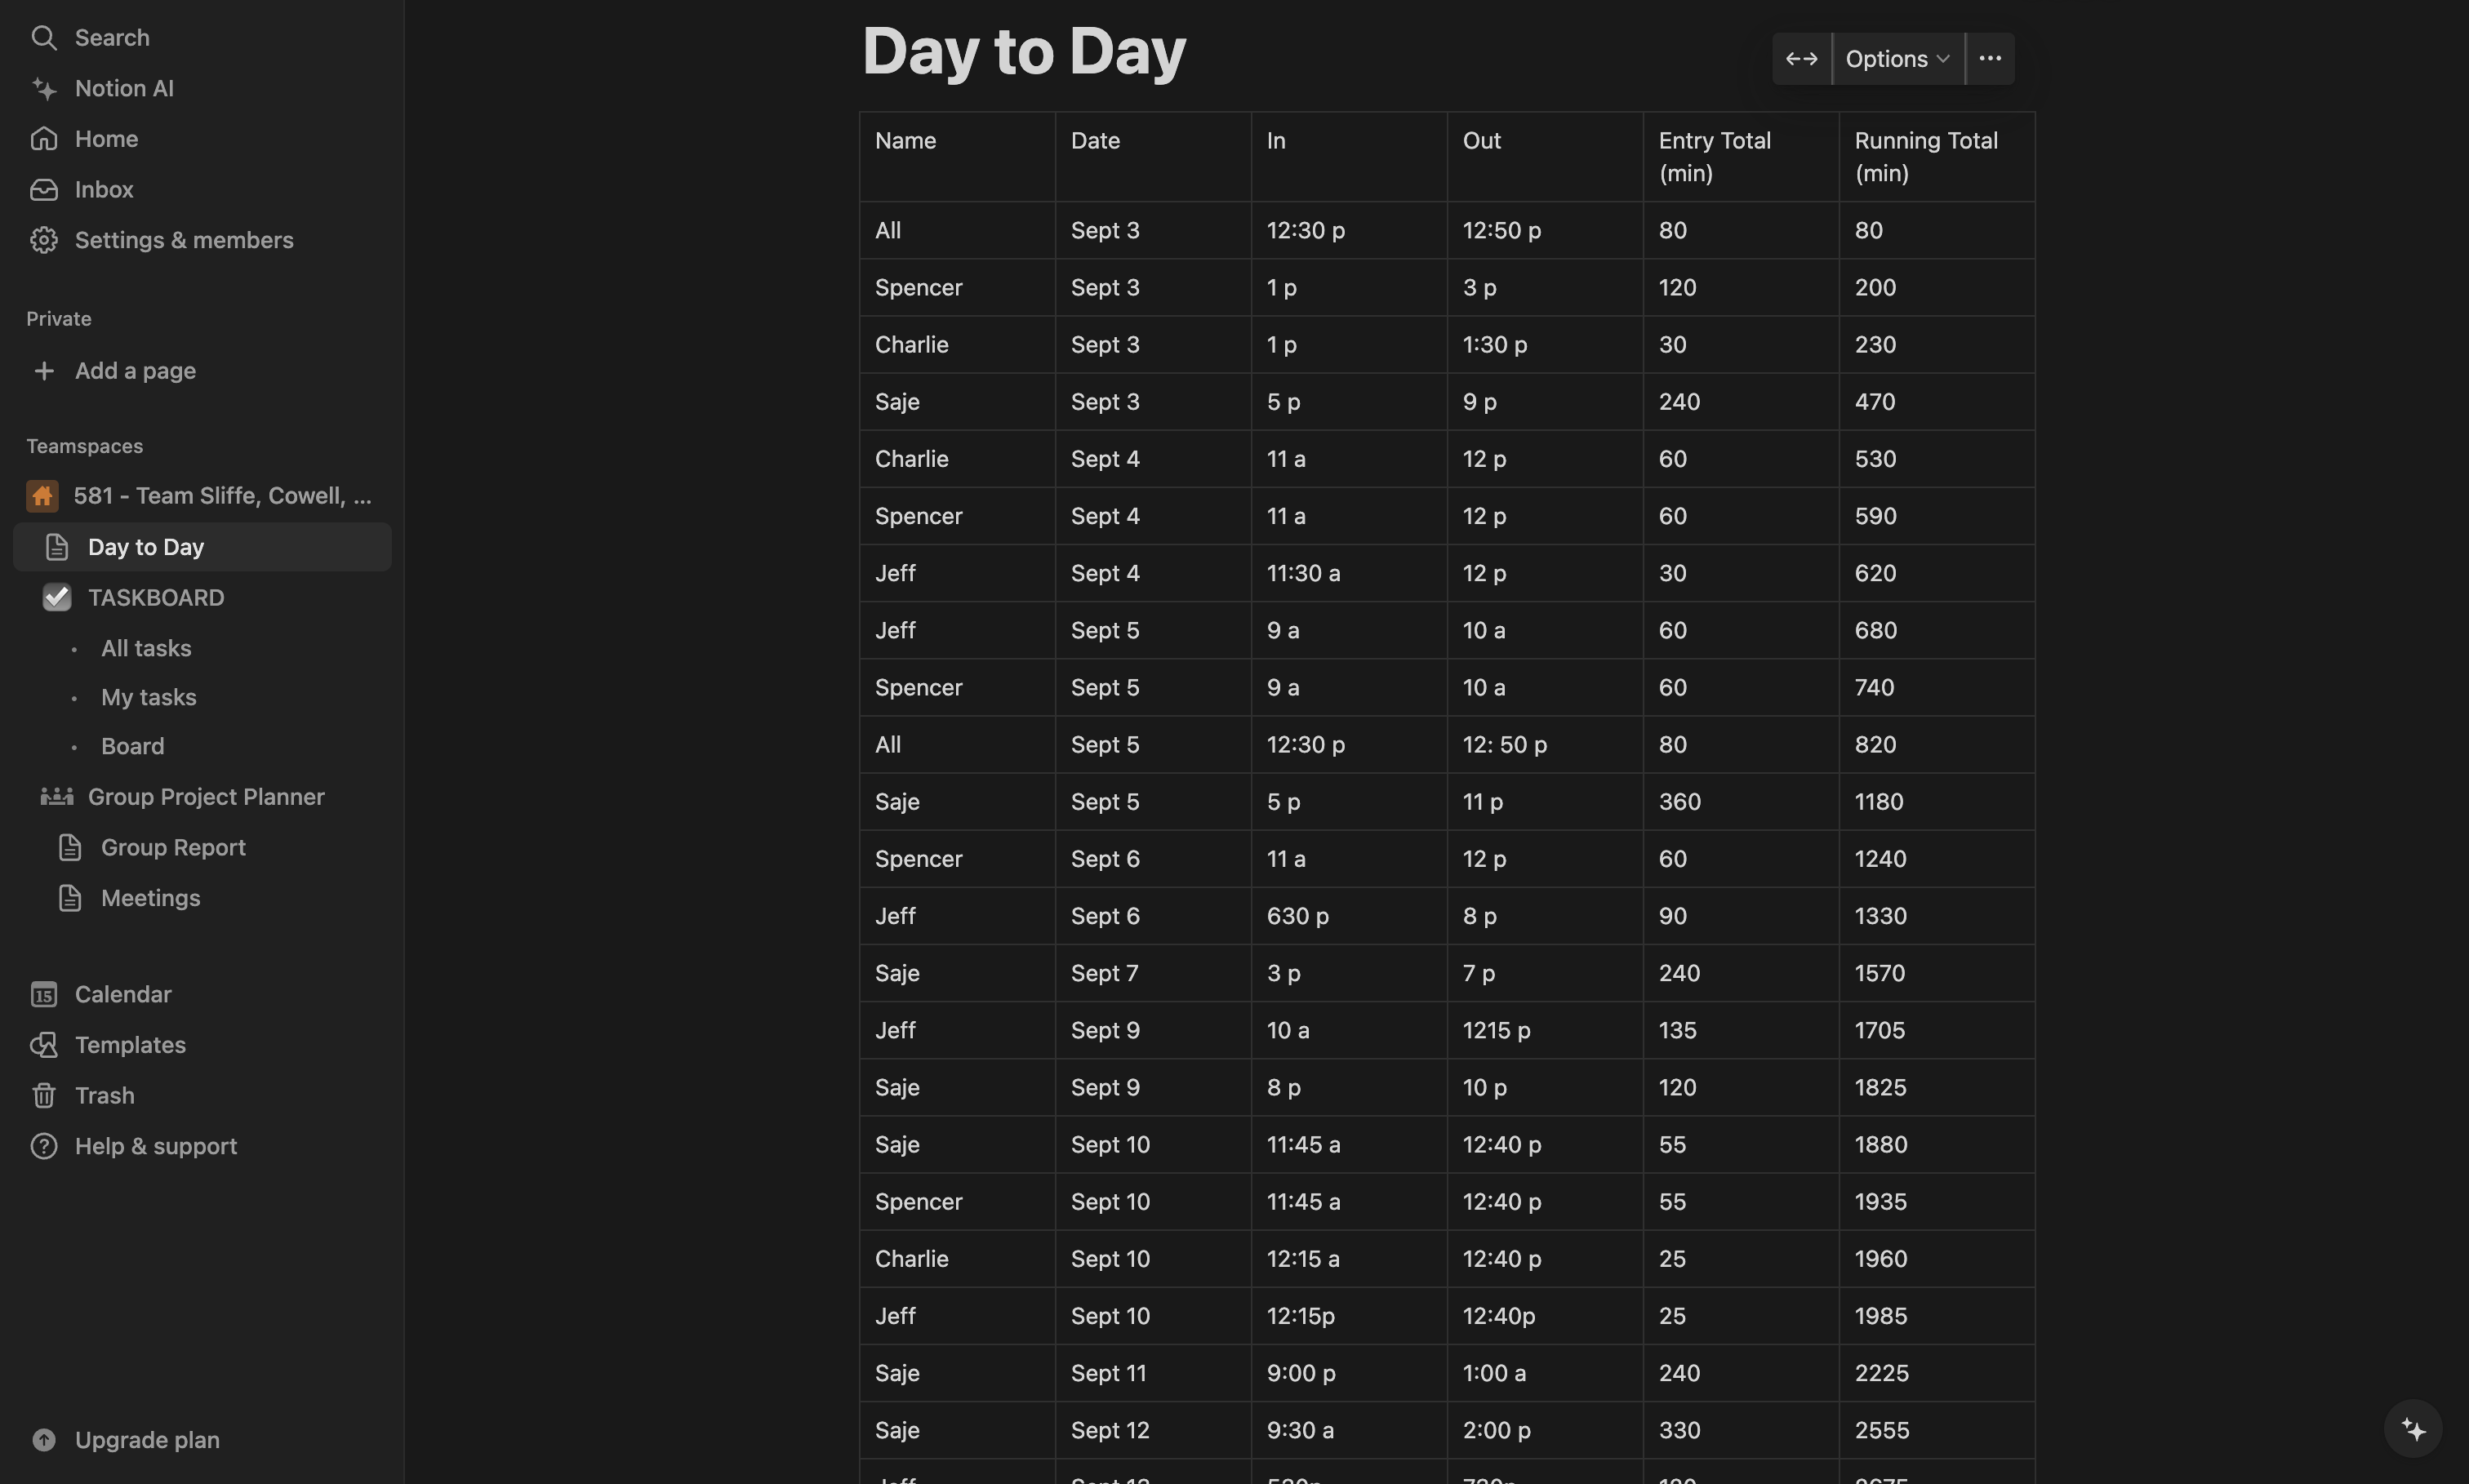 Search
Notion AI
Home
Inbox
Settings & members
Private
Add a page
Teamspaces
581 - Team Sliffe, Cowell, ...
Day to Day
TASKBOARD
All tasks
My tasks
Board
Group Project Planner
Group Report
Meetings
15 Calendar
Templates
Trash
Help & support
Upgrade plan
Day to Day
Options
Name Date In Out Entry Total (min) Running Total (min)
All Sept 3 12:30 p 12:50 p 80 80
Spencer Sept 3 1 p 3 p 120 200
Charlie Sept 3 1 p 1:30 p 30 230
Saje Sept 3 5 p 9 p 240 470
Charlie Sept 4 11 a 12 p 60 530
Spencer Sept 4 11 a 12 p 60 590
Jeff Sept 4 11:30 a 12 p 30 620
Jeff Sept 5 9 a 10 a 60 680
Spencer Sept 5 9 a 10 a 60 740
All Sept 5 12:30 p 12: 50 p 80 820
Saje Sept 5 5 p 11 p 360 1180
Spencer Sept 6 11 a 12 p 60 1240
Jeff Sept 6 630 p 8 p 90 1330
Saje Sept 7 3 p 7 p 240 1570
Jeff Sept 9 10 a 1215 p 135 1705
Saje Sept 9 8 p 10 p 120 1825
Saje Sept 10 11:45 a 12:40 p 55 1880
Spencer Sept 10 11:45 a 12:40 p 55 1935
Charlie Sept 10 12:15 a 12:40 p 25 1960
Jeff Sept 10 12:15p 12:40p 25 1985
Saje Sept 11 9:00 p 1:00 a 240 2225
Saje Sept 12 9:30 a 2:00 p 330 2555